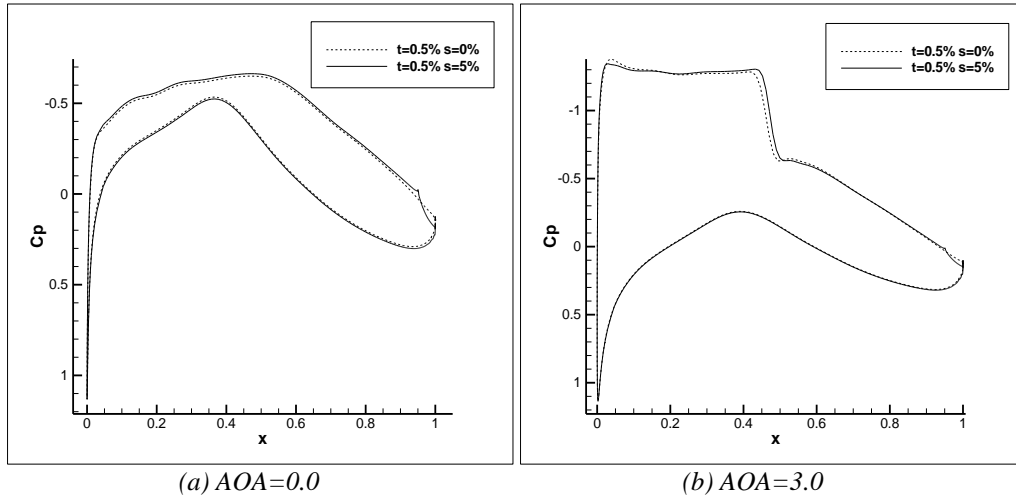 t=0.5% s=0%
t=0.5% s=5%
-0.5
0
0.5
1
Cp
0 0.2 0.4 0.6 0.8 1
x
(a) AOA=0.0
t=0.5% s=0%
t=0.5% s=5%
-1
-0.5
0
0.5
1
Cp
0 0.2 0.4 0.6 0.8 1
x
(b) AOA=3.0